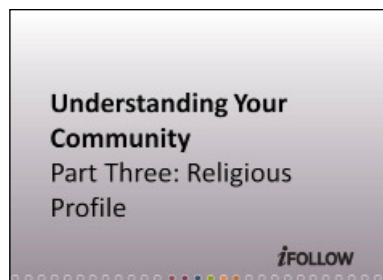 Understanding Your
Community
Part Three: Religious
Profile
iFOLLOW